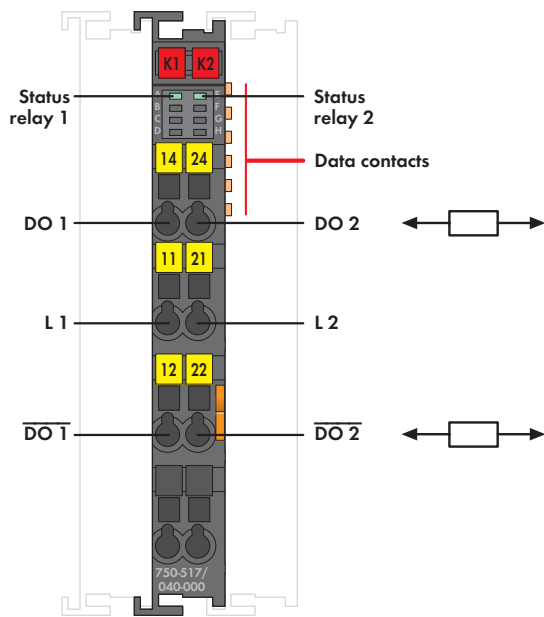 K1 K2
Status relay 1
A E
Status relay 2
B F
C G
D H
14 24
Data contacts
DO 1
DO 2
11 21
L 1
L 2
12 22
DO 1
DO 2
750-517/
040-000